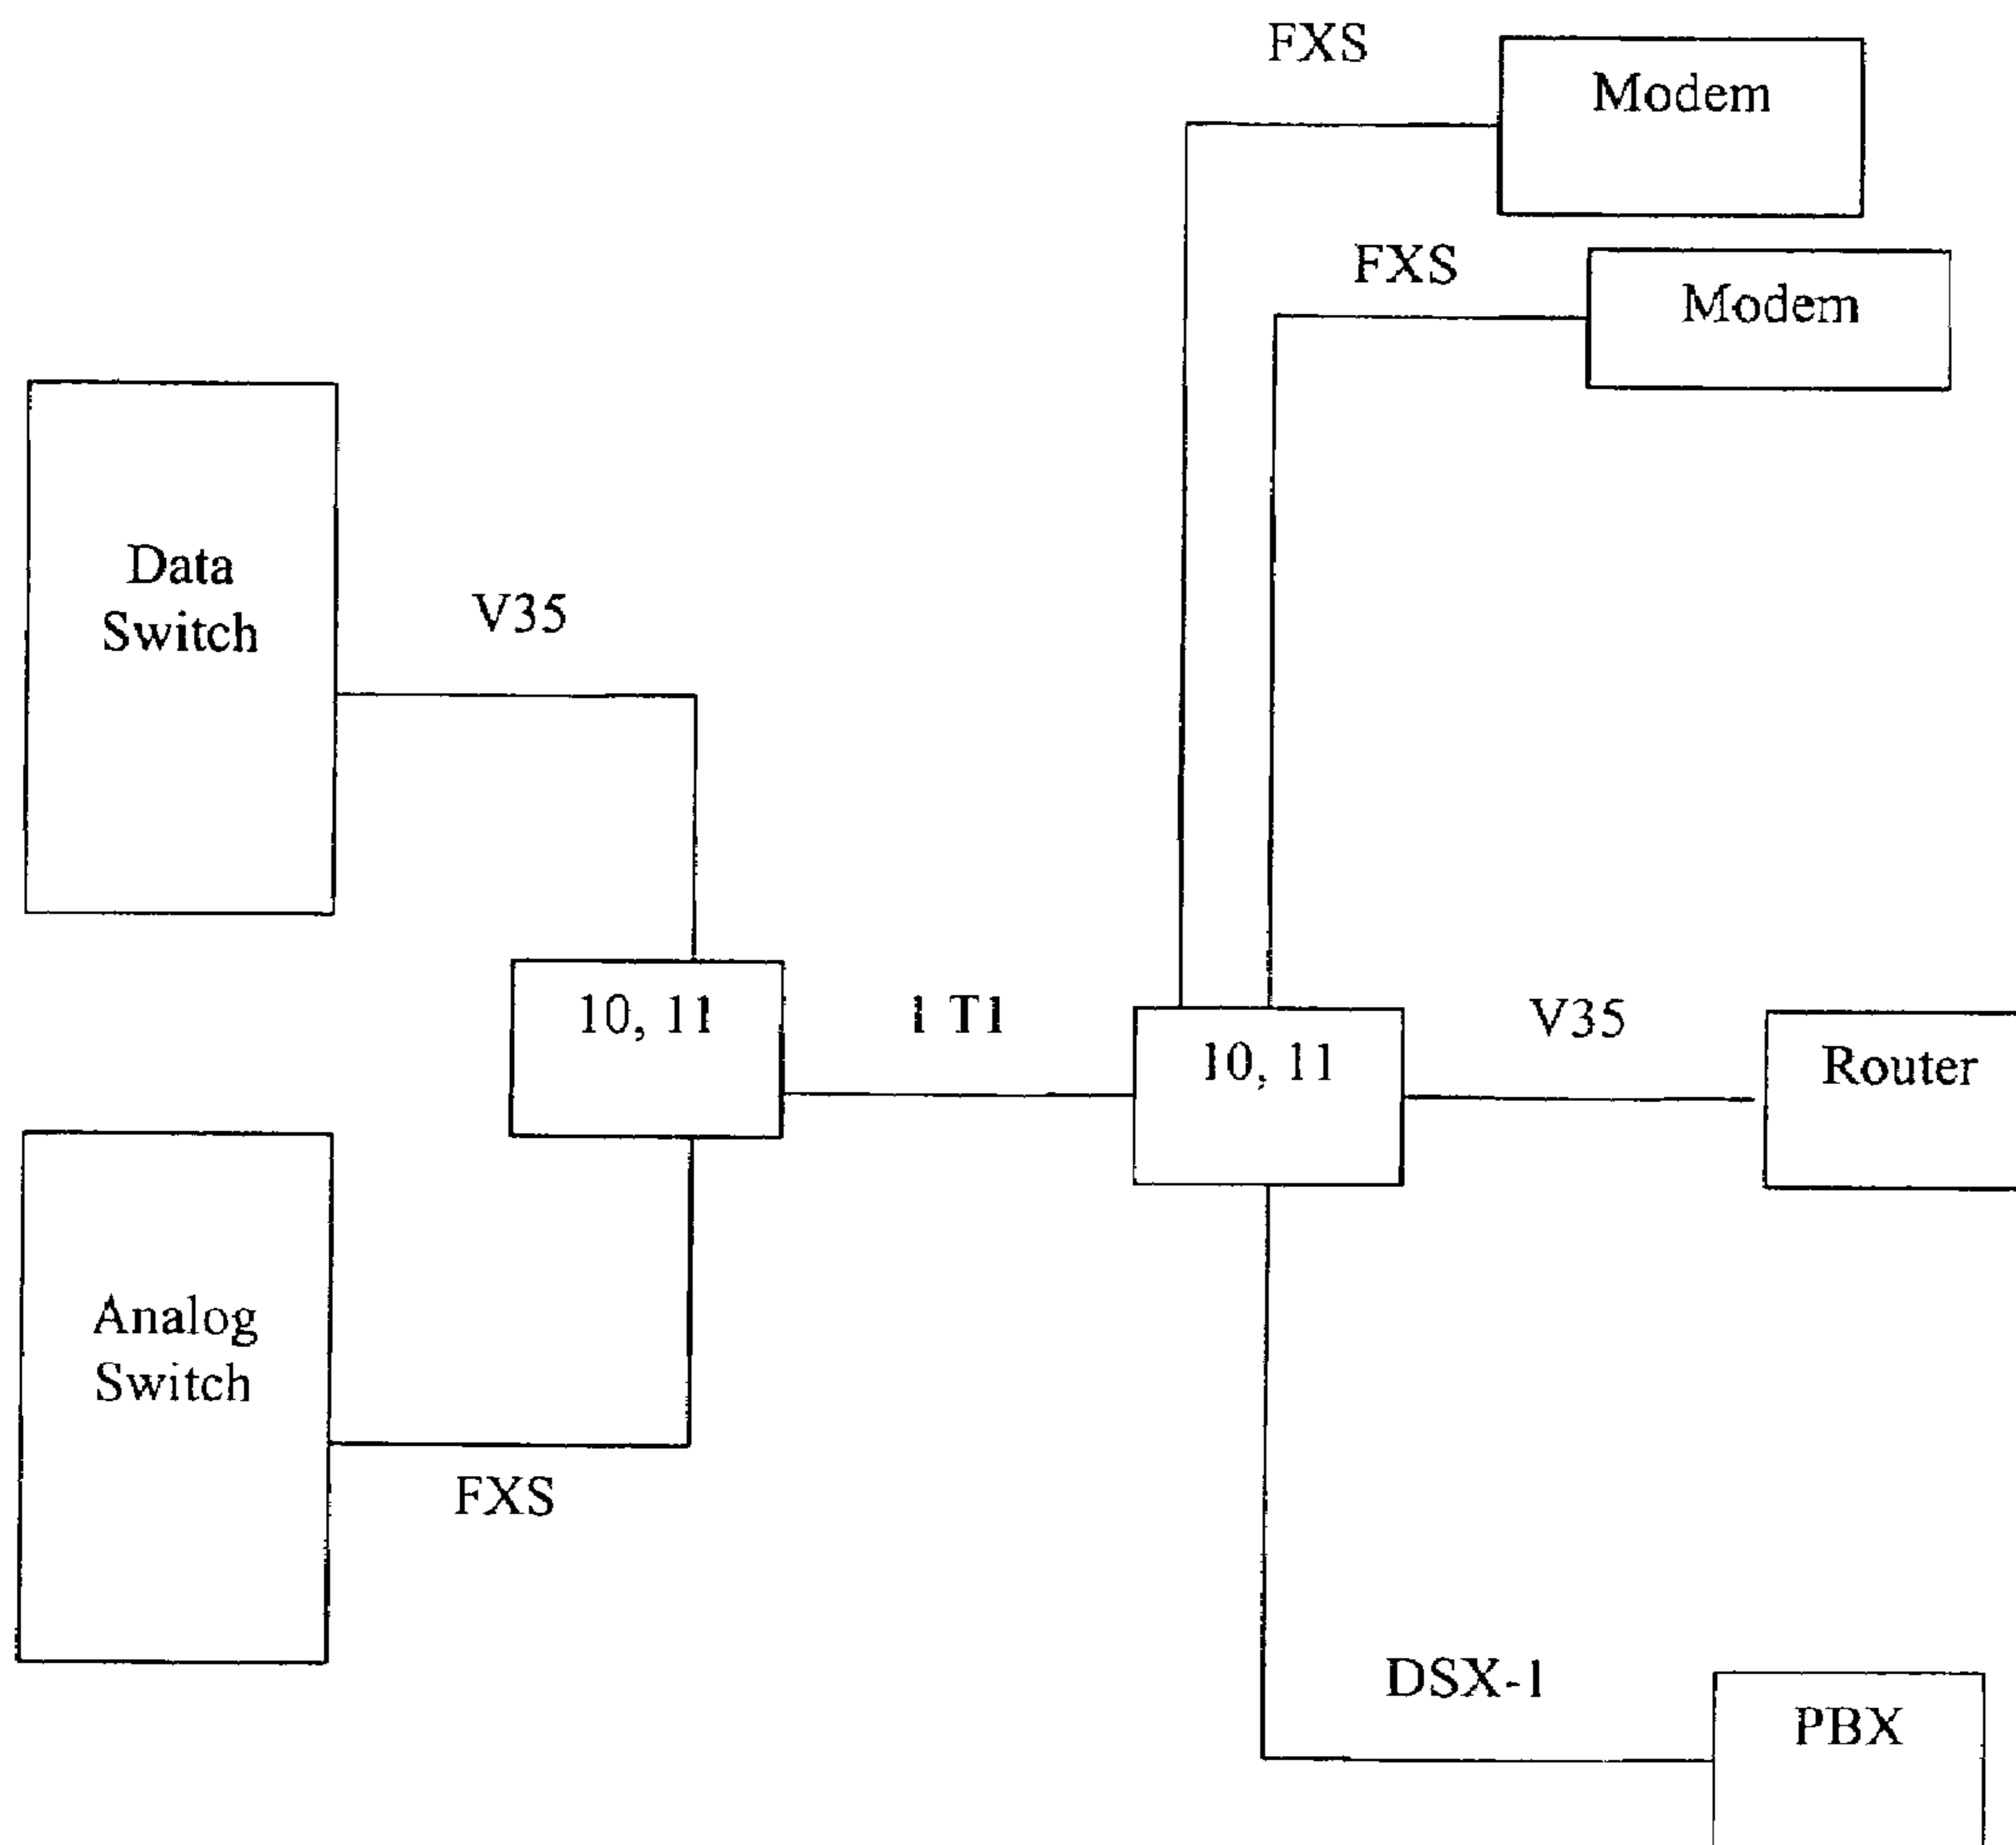 FXS
Modem
FXS
Modem
Data
Switch
V35
10, 11
1 T1
10, 11
V35
Router
Analog
Switch
FXS
DSX-1
PBX